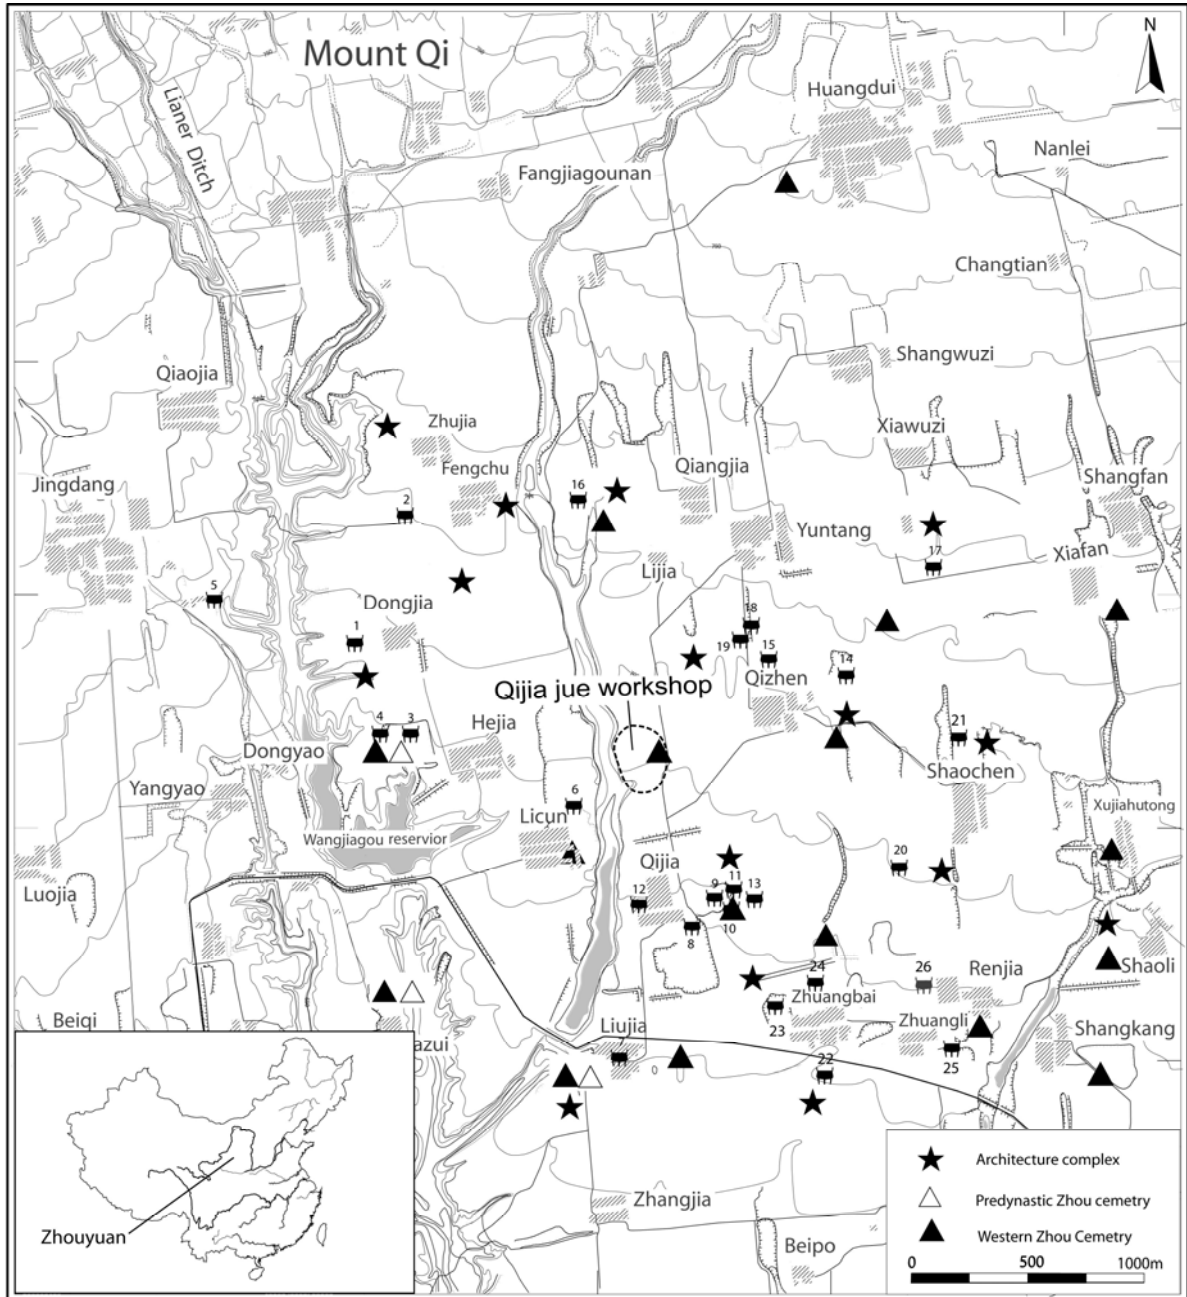 Mount Qi
N
Huangdui
Lianer Ditch
Nanlei
Fangjiagounan
700
Changtian
Shangwuzi
Qiaojia
Zhujia
Xiawuzi
Fengchu
Qiangjia
Jingdang
Shangfan
16
2
Yuntang
Xiafan
17
Lijia
5
Dongjia
18
1
19
15
14
Qizhen
Qijia jue workshop
Hejia
4
3
21
Dongyao
Shaochen
Yangyao
6
Xujiahutong
Licun
Wangjiagou reservior
20
Qijia
Luojia
11
9
13
12
10
8
24
26
Renjia
Shaoli
Zhuangbai
Beiqi
23
Zhuangli
Shangkang
Liujia
azui
25
22
Zhangjia
Beipo
Zhouyuan
Architecture complex
Predynastic Zhou cemetry
Western Zhou Cemetry
0
500
1000m